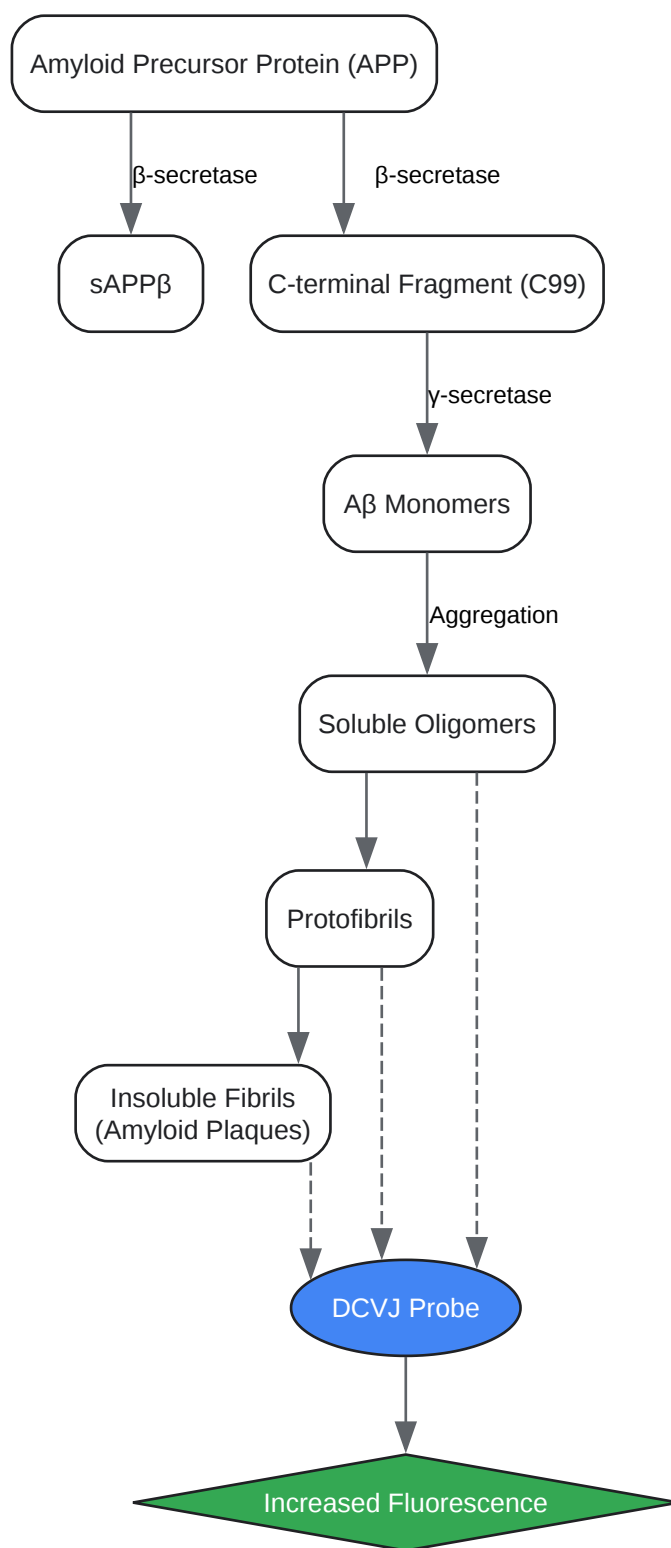 Amyloid Precursor Protein (APP)
β-secretase
β-secretase
sAPPβ
C-terminal Fragment (C99)
γ-secretase
Aβ Monomers
Aggregation
Soluble Oligomers
Protofibrils
Insoluble Fibrils
(Amyloid Plaques)
DCVJ Probe
Increased Fluorescence